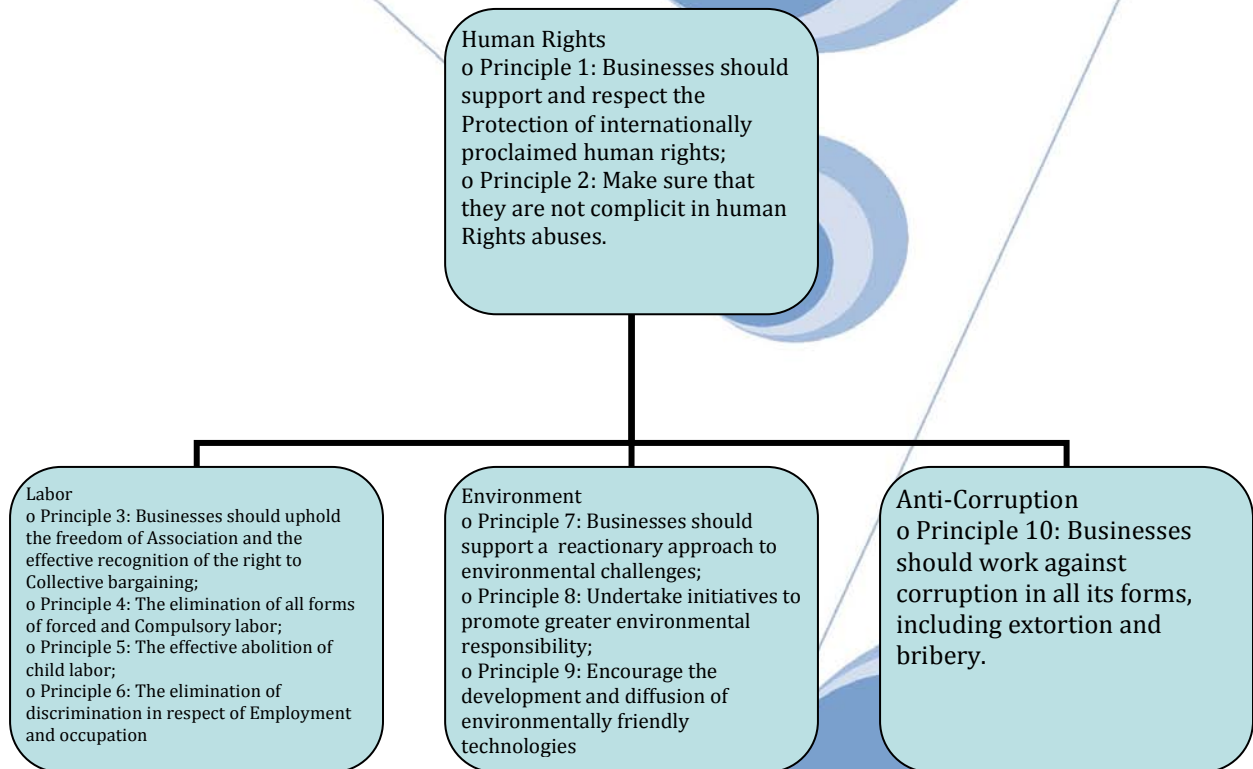 Human Rights
o Principle 1: Businesses should
support and respect the
Protection of internationally
proclaimed human rights;
o Principle 2: Make sure that
they are not complicit in human
Rights abuses.
Labor
o Principle 3: Businesses should uphold
the freedom of Association and the
effective recognition of the right to
Collective bargaining;
o Principle 4: The elimination of all forms
of forced and Compulsory labor;
o Principle 5: The effective abolition of
child labor;
o Principle 6: The elimination of
discrimination in respect of Employment
and occupation
Environment
o Principle 7: Businesses should
support a  reactionary approach to
environmental challenges;
o Principle 8: Undertake initiatives to
promote greater environmental
responsibility;
o Principle 9: Encourage the
development and diffusion of
environmentally friendly
technologies
Anti-Corruption
o Principle 10: Businesses
should work against
corruption in all its forms,
including extortion and
bribery.